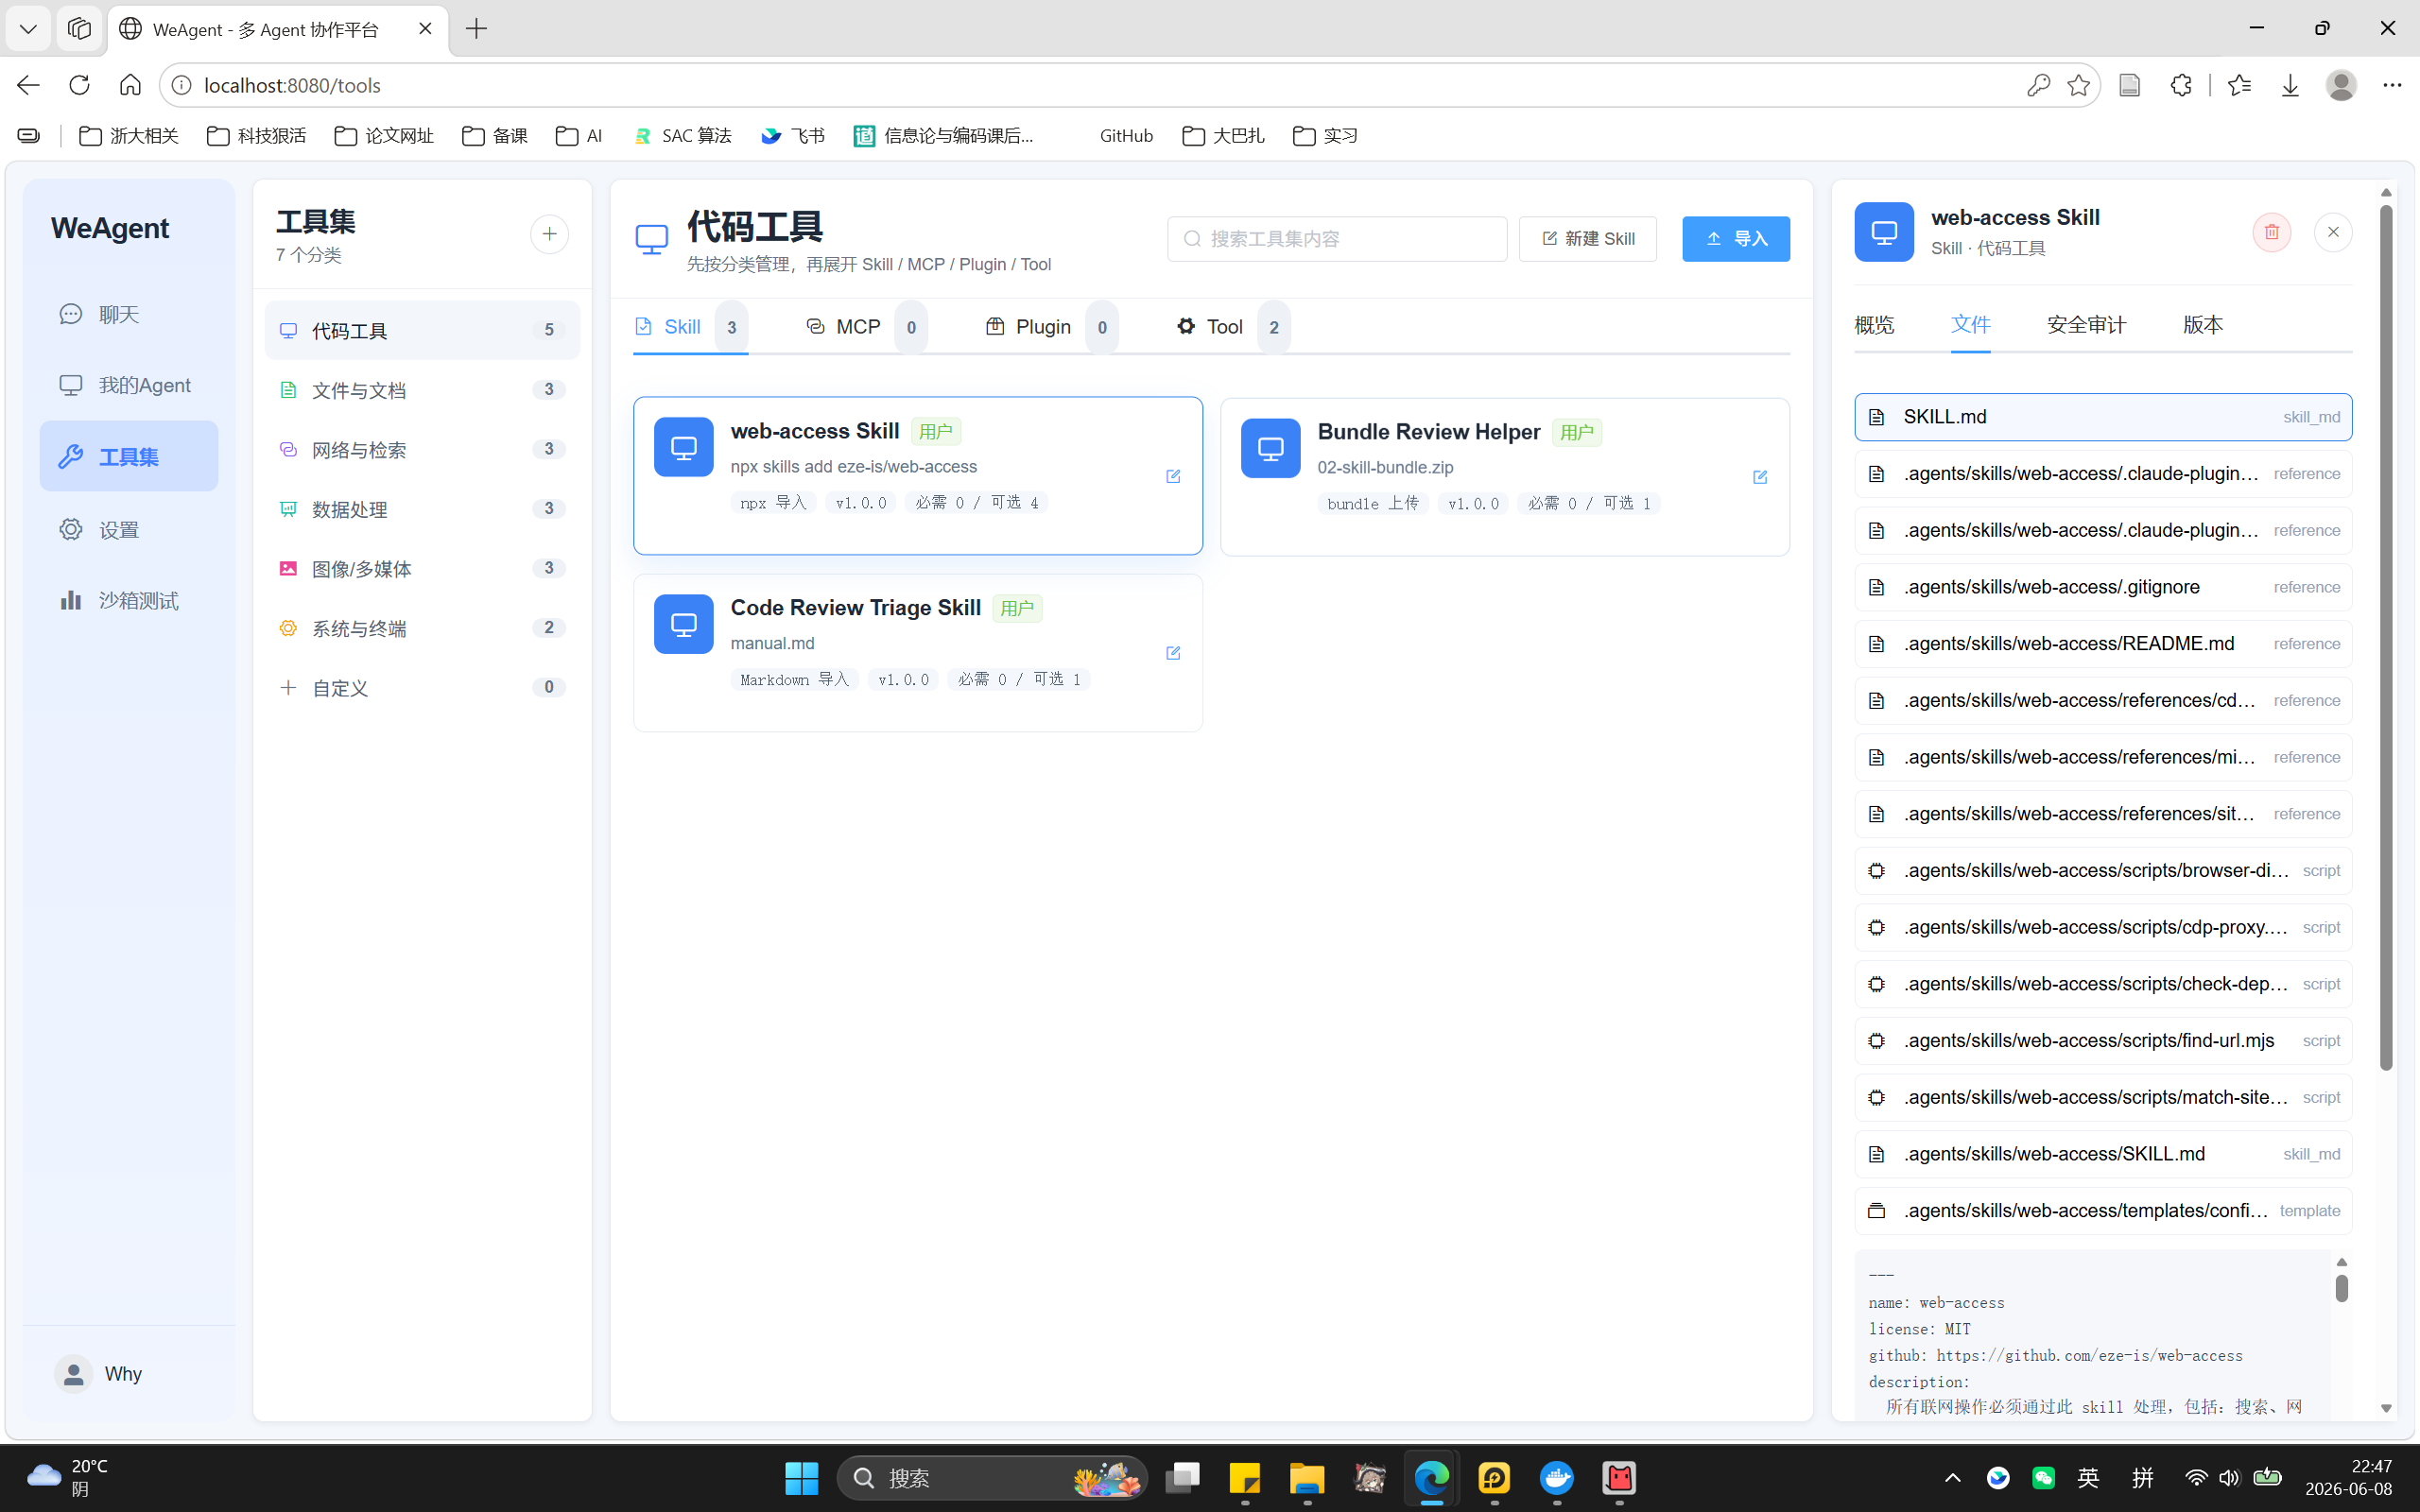 WeAgent - 多 Agent 协作平台
localhost:8080/tools
浙大相关
科技狠活
论文网址
备课
AI
SAC 算法
飞书
信息论与编码课后...
GitHub
大巴扎
实习
WeAgent
聊天
我的Agent
工具集
设置
沙箱测试
Why
工具集
7 个分类
代码工具 5
文件与文档 3
网络与检索 3
数据处理 3
图像/多媒体 3
系统与终端 2
自定义 0
代码工具
先按分类管理，再展开 Skill / MCP / Plugin / Tool
搜索工具集内容
新建 Skill
导入
Skill 3
MCP 0
Plugin 0
Tool 2
web-access Skill 用户
npx skills add eze-is/web-access
npx 导入 v1.0.0 必需 0 / 可选 4
Bundle Review Helper 用户
02-skill-bundle.zip
bundle 上传 v1.0.0 必需 0 / 可选 1
Code Review Triage Skill 用户
manual.md
Markdown 导入 v1.0.0 必需 0 / 可选 1
web-access Skill
Skill · 代码工具
概览
文件
安全审计
版本
SKILL.md skill_md
.agents/skills/web-access/.claude-plugin... reference
.agents/skills/web-access/.claude-plugin... reference
.agents/skills/web-access/.gitignore reference
.agents/skills/web-access/README.md reference
.agents/skills/web-access/references/cd... reference
.agents/skills/web-access/references/mi... reference
.agents/skills/web-access/references/sit... reference
.agents/skills/web-access/scripts/browser-di... script
.agents/skills/web-access/scripts/cdp-proxy.... script
.agents/skills/web-access/scripts/check-dep... script
.agents/skills/web-access/scripts/find-url.mjs script
.agents/skills/web-access/scripts/match-site... script
.agents/skills/web-access/SKILL.md skill_md
.agents/skills/web-access/templates/confi... template
---
name: web-access
license: MIT
github: https://github.com/eze-is/web-access
description:
所有联网操作必须通过此 skill 处理，包括：搜索、网
20°C
阴
搜索
英
拼
22:47
2026-06-08